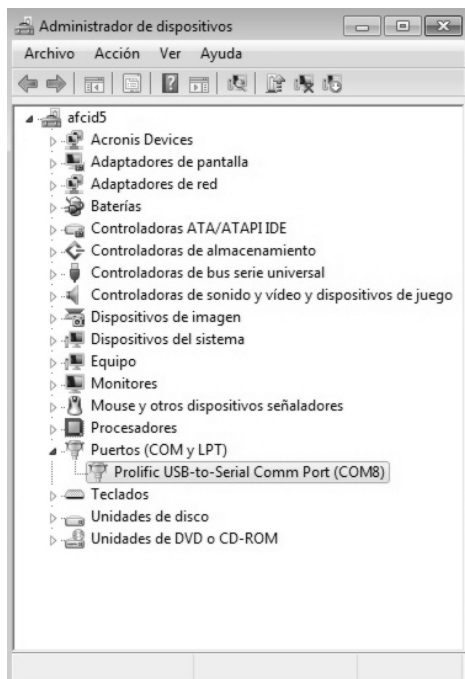 Administrador de dispositivos
Archivo Acción Ver Ayuda
afcid5
Acronis Devices
Adaptadores de pantalla
Adaptadores de red
Baterías
Controladoras ATA/ATAPI IDE
Controladoras de almacenamiento
Controladoras de bus serie universal
Controladoras de sonido y vídeo y dispositivos de juego
Dispositivos de imagen
Dispositivos del sistema
Equipo
Monitores
Mouse y otros dispositivos señaladores
Procesadores
Puertos (COM y LPT)
Prolific USB-to-Serial Comm Port (COM8)
Teclados
Unidades de disco
Unidades de DVD o CD-ROM